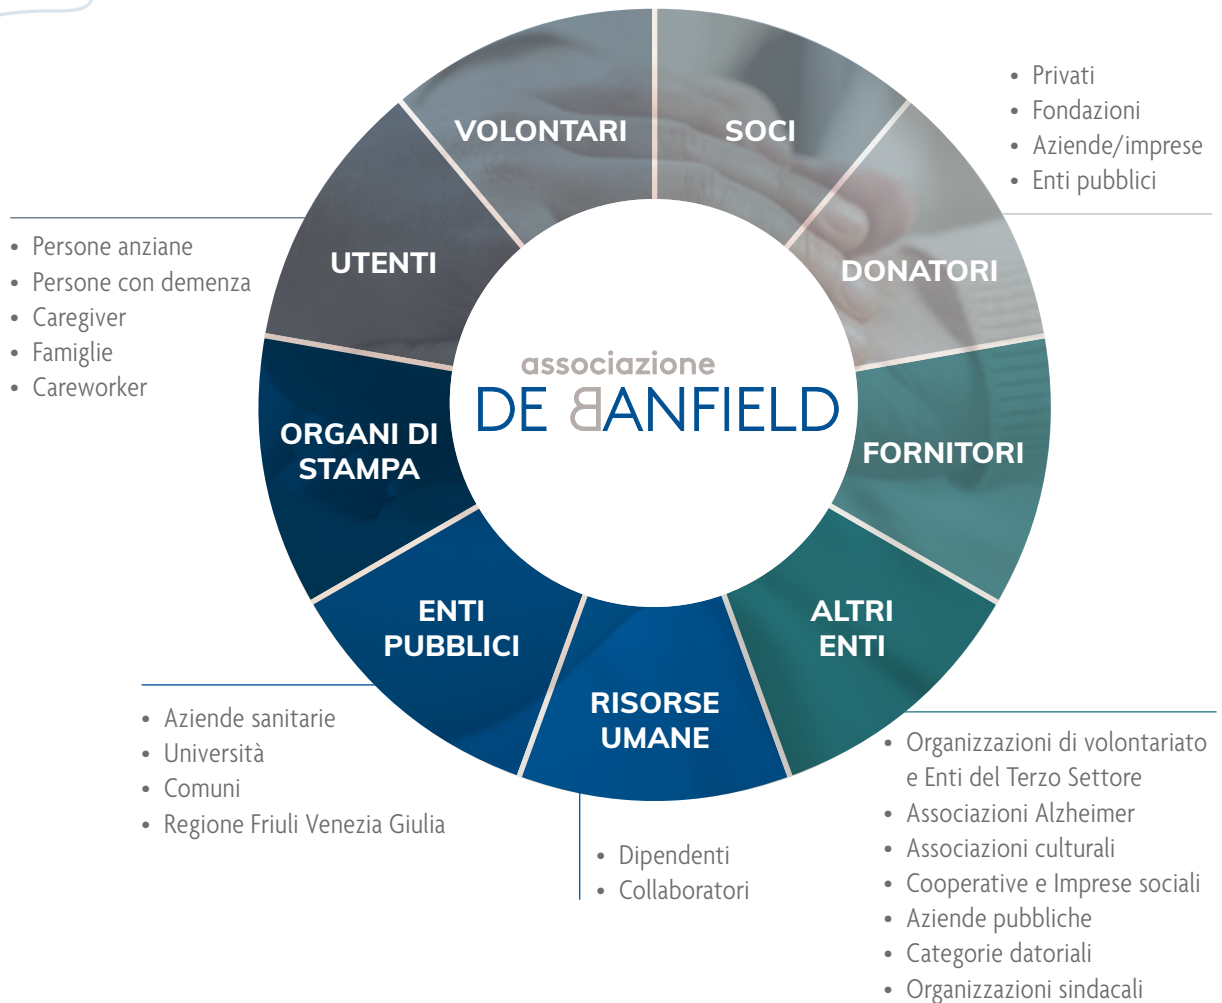 VOLONTARI
SOCI
• Privati
• Fondazioni
• Aziende/imprese
• Enti pubblici
UTENTI
DONATORI
• Persone anziane
• Persone con demenza
• Caregiver
• Famiglie
• Careworker
associazione
DE BANFIELD
ORGANI DI
STAMPA
FORNITORI
ENTI
PUBBLICI
ALTRI
ENTI
RISORSE
UMANE
• Aziende sanitarie
• Università
• Comuni
• Regione Friuli Venezia Giulia
• Dipendenti
• Collaboratori
• Organizzazioni di volontariato
e Enti del Terzo Settore
• Associazioni Alzheimer
• Associazioni culturali
• Cooperative e Imprese sociali
• Aziende pubbliche
• Categorie datoriali
• Organizzazioni sindacali